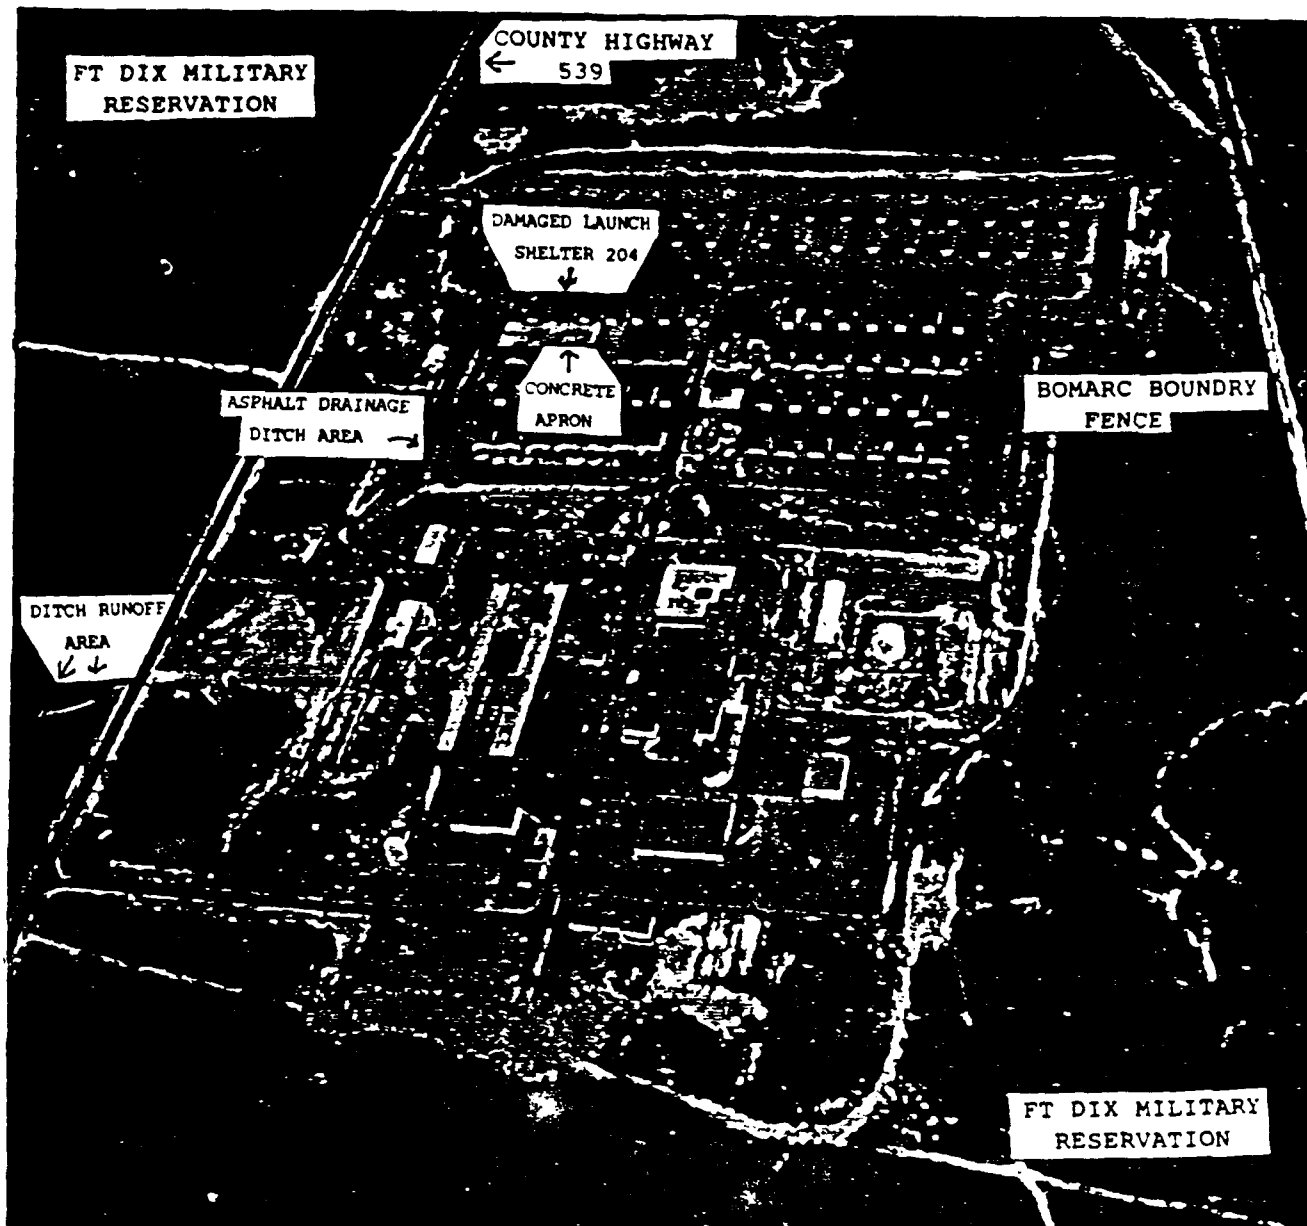 COUNTY HIGHWAY
539
FT DIX MILITARY
RESERVATION
DAMAGED LAUNCH
SHELTER 204
CONCRETE
APRON
ASPHALT DRAINAGE
DITCH AREA
BOMARC BOUNDRY
FENCE
DITCH RUNOFF
AREA
FT DIX MILITARY
RESERVATION